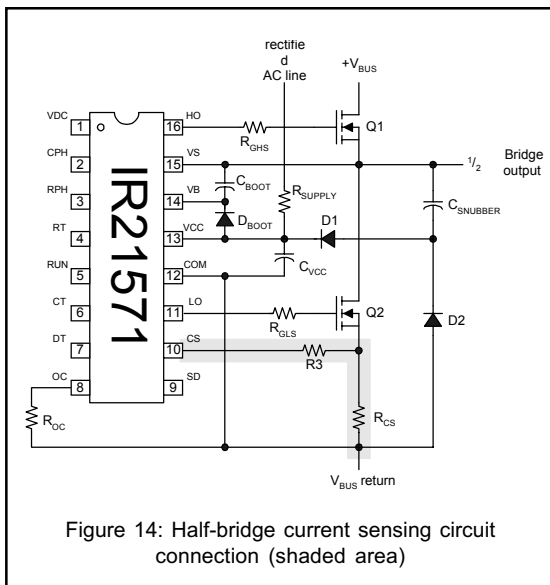 rectifie
d
AC line
+VBUS
VDC
1
16
HO
RGHS
Q1
CPH
2
15
VS
1/2
Bridge
output
CBOOT
RPH
3
14
VB
RSUPPLY
CSNUBBER
DBOOT
D1
RT
4
13
VCC
RUN
5
12
COM
CVCC
IR21571
CT
6
11
LO
RGLS
Q2
D2
DT
7
10
CS
R3
OC
8
9
SD
ROC
RCS
VBUS return
Figure 14: Half-bridge current sensing circuit
connection (shaded area)